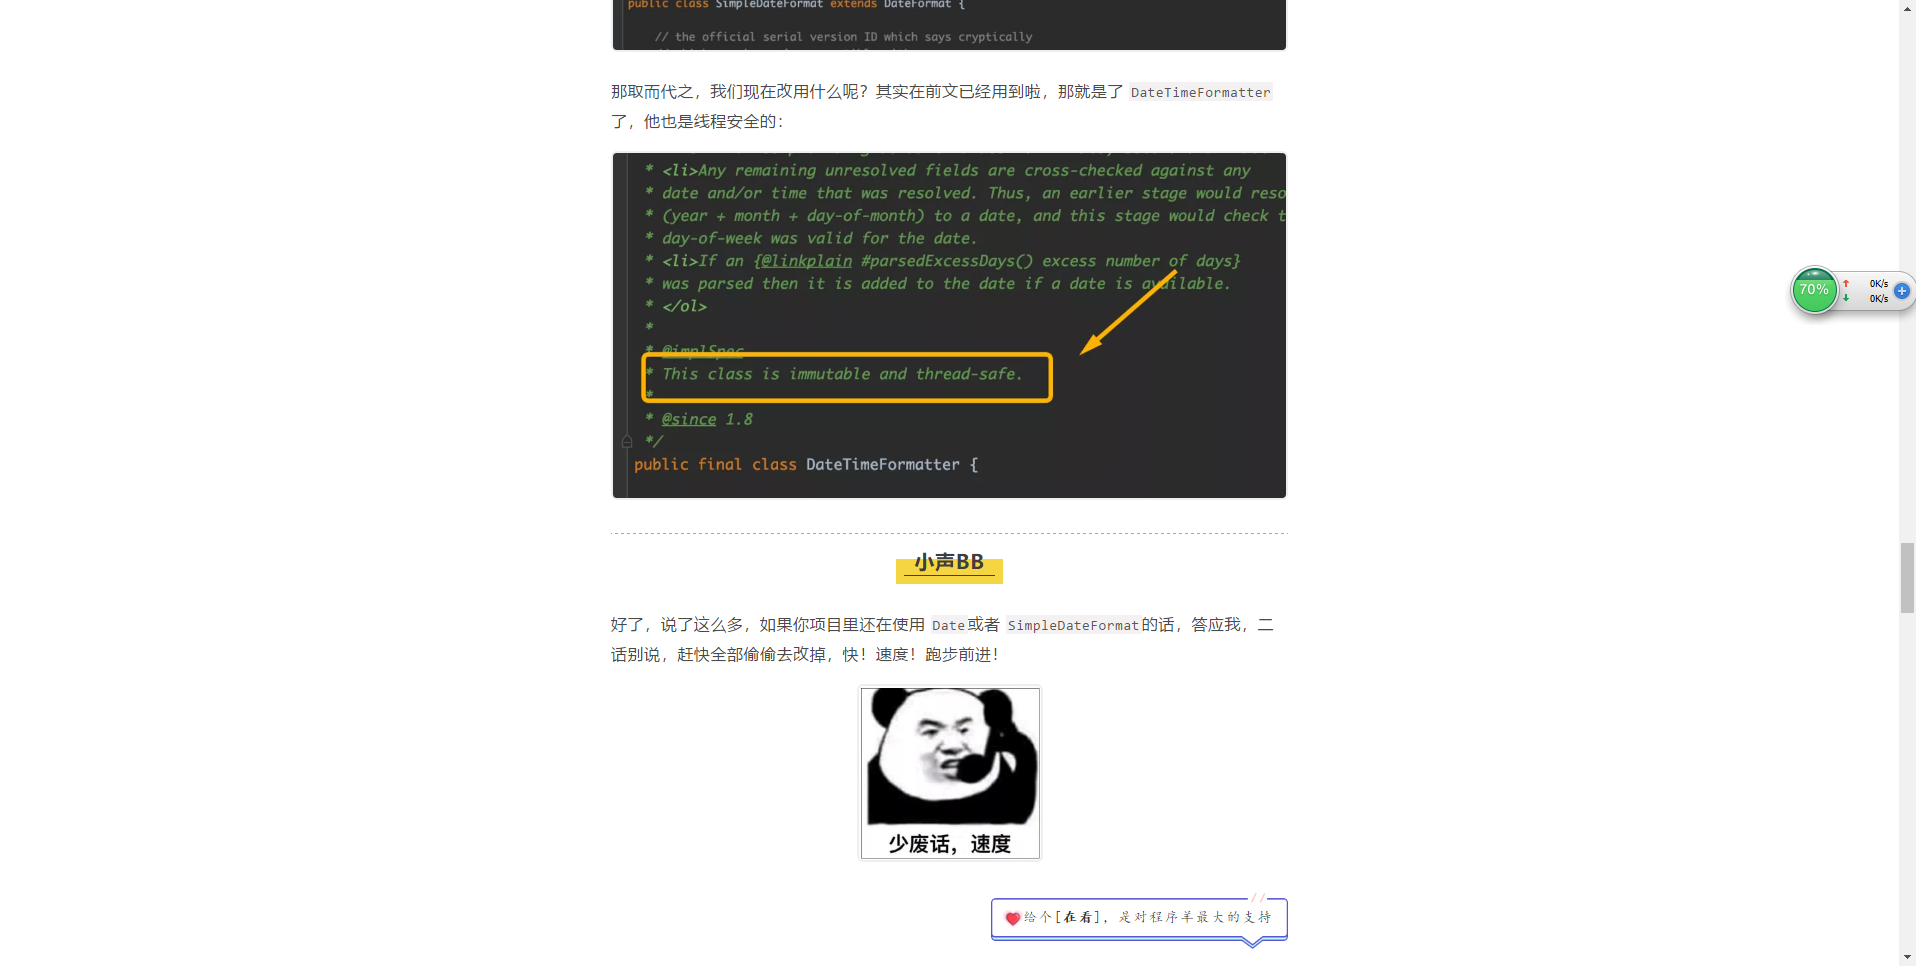 public class SimpleDateFormat extends DateFormat {
// the official serial version ID which says cryptically
那取而代之，我们现在改用什么呢？其实在前文已经用到啦，那就是了 DateTimeFormatter
了，他也是线程安全的：
* <li>Any remaining unresolved fields are cross-checked against any
* date and/or time that was resolved. Thus, an earlier stage would reso
* (year + month + day-of-month) to a date, and this stage would check t
* day-of-week was valid for the date.
* <li>If an {@linkplain #parsedExcessDays() excess number of days}
* was parsed then it is added to the date if a date is available.
* </ol>
*
* @implSpec
* This class is immutable and thread-safe.
*
* @since 1.8
*/
public final class DateTimeFormatter {
70%
0K/s
0K/s
小声BB
好了，说了这么多，如果你项目里还在使用 Date或者 SimpleDateFormat的话，答应我，二
话别说，赶快全部偷偷去改掉，快！速度！跑步前进！
少废话，速度
给个[在看]，是对程序羊最大的支持